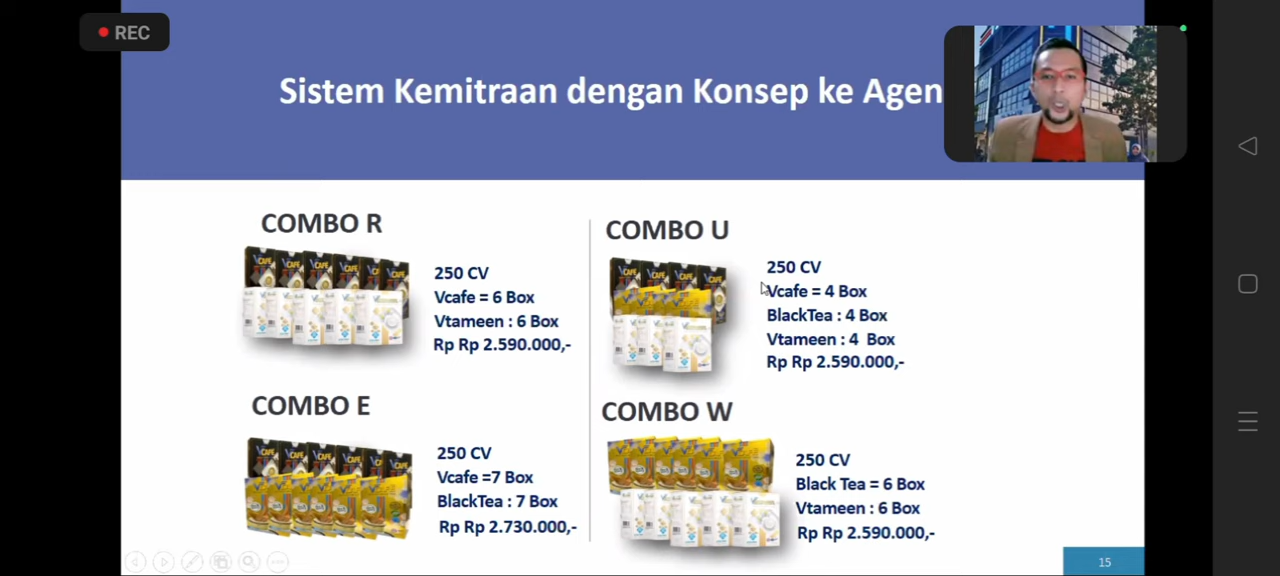 REC
Sistem Kemitraan dengan Konsep ke Agen
COMBO R
250 CV
Vcafe = 6 Box
Vtameen : 6 Box
Rp Rp 2.590.000,-
COMBO U
250 CV
Vcafe = 4 Box
BlackTea : 4 Box
Vtameen : 4 Box
Rp Rp 2.590.000,-
COMBO E
250 CV
Vcafe =7 Box
BlackTea : 7 Box
Rp Rp 2.730.000,-
COMBO W
250 CV
Black Tea = 6 Box
Vtameen : 6 Box
Rp Rp 2.590.000,-
15